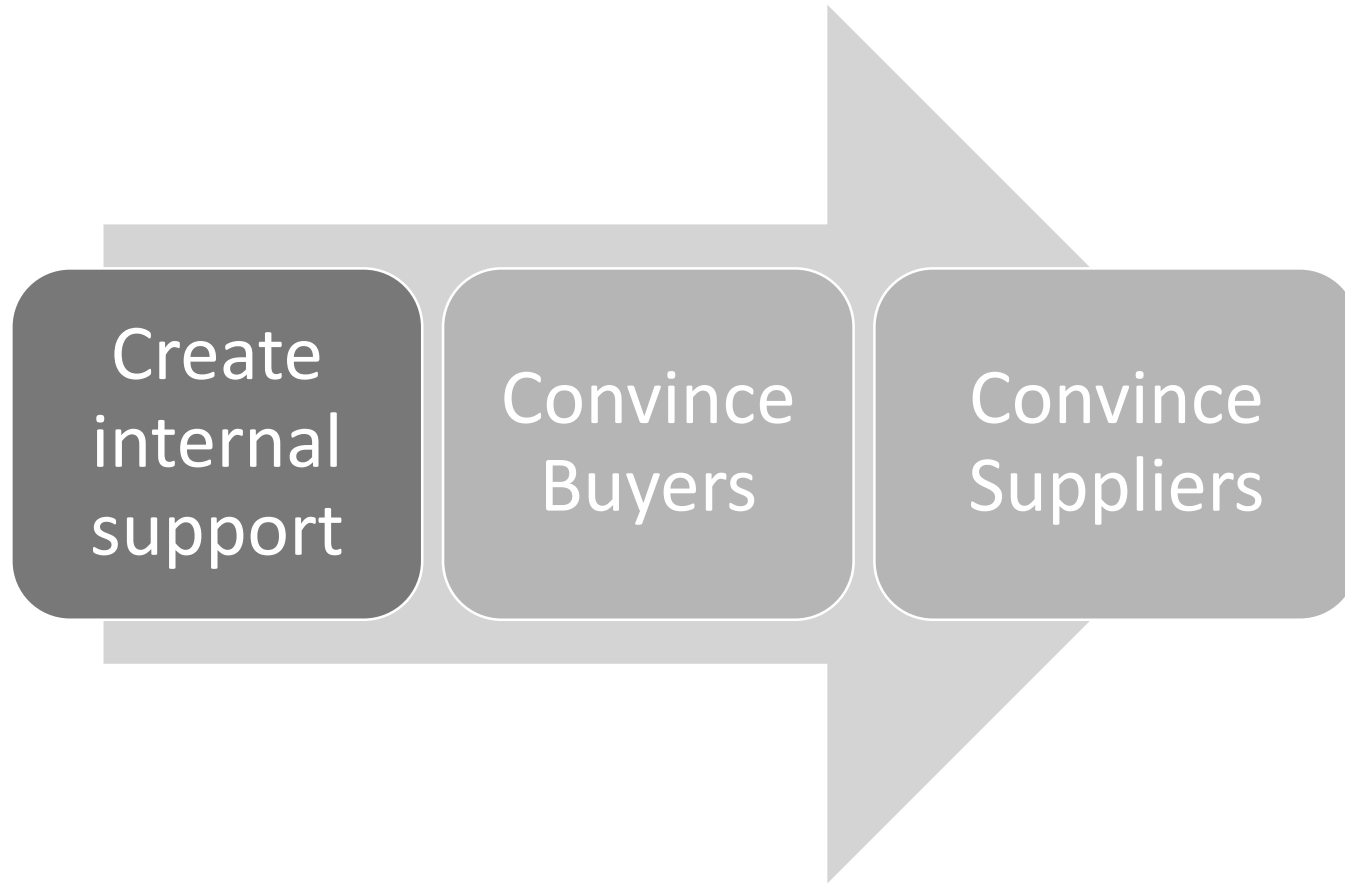 Create
internal
support
Convince
Buyers
Convince
Suppliers